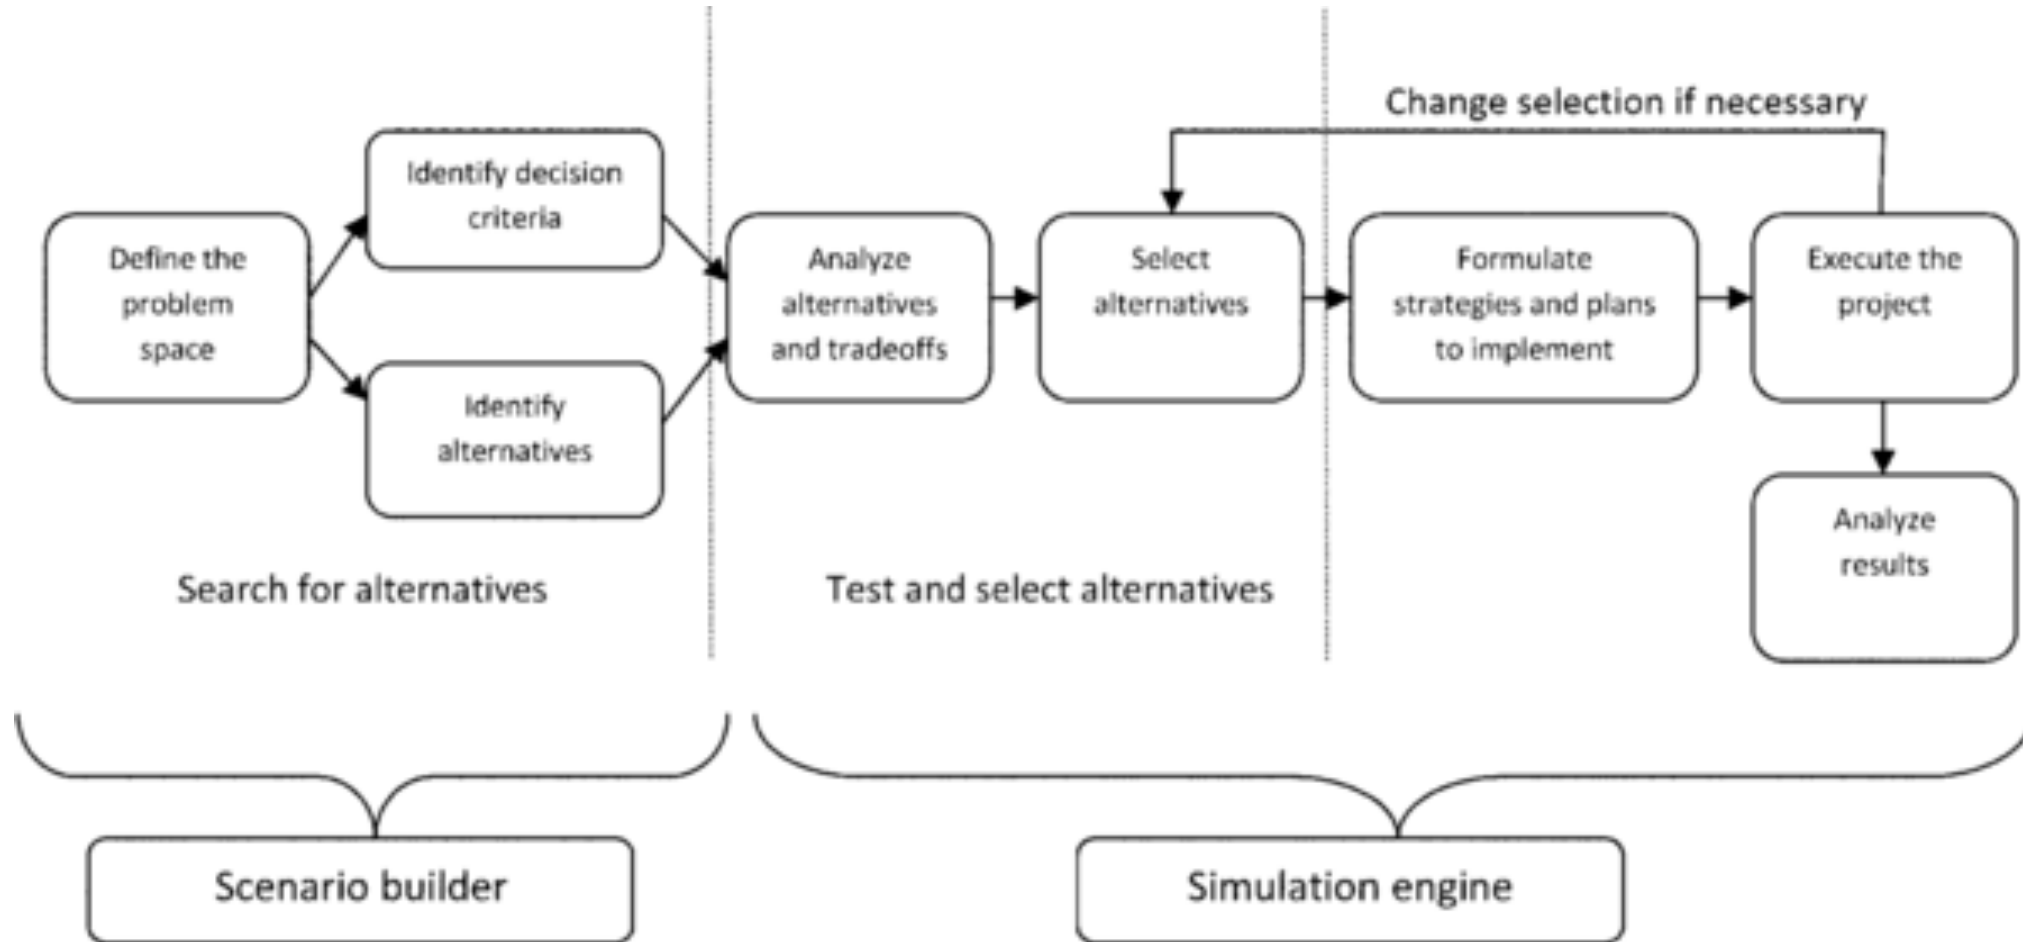 Change selection if necessary
Identify decision
criteria
Define the
problem
space
Identify
alternatives
Analyze
alternatives
and tradeoffs
Select
alternatives
Formulate
strategies and plans
to implement
Execute the
project
Analyze
results
Search for alternatives
Test and select alternatives
Scenario builder
Simulation engine